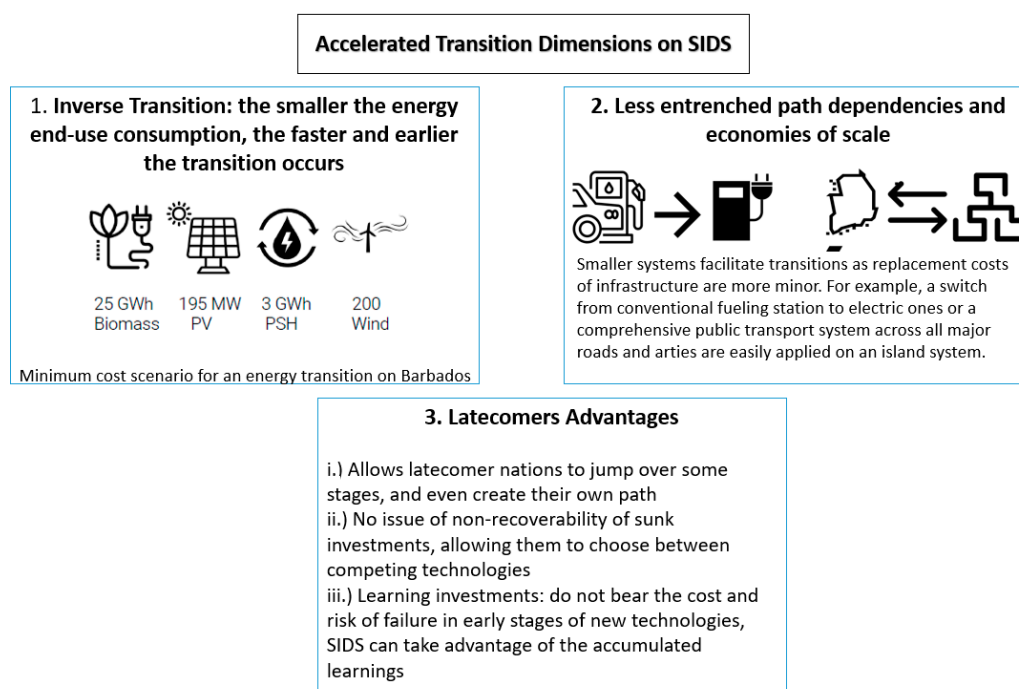 Accelerated Transition Dimensions on SIDS
1. Inverse Transition: the smaller the energy
end-use consumption, the faster and earlier
the transition occurs
25 GWh
Biomass
195 MW
PV
3 GWh
PSH
200
Wind
Minimum cost scenario for an energy transition on Barbados
2. Less entrenched path dependencies and
economies of scale
Smaller systems facilitate transitions as replacement costs
of infrastructure are more minor. For example, a switch
from conventional fueling station to electric ones or a
comprehensive public transport system across all major
roads and arties are easily applied on an island system.
3. Latecomers Advantages
i.) Allows latecomer nations to jump over some
stages, and even create their own path
ii.) No issue of non-recoverability of sunk
investments, allowing them to choose between
competing technologies
iii.) Learning investments: do not bear the cost and
risk of failure in early stages of new technologies,
SIDS can take advantage of the accumulated
learnings